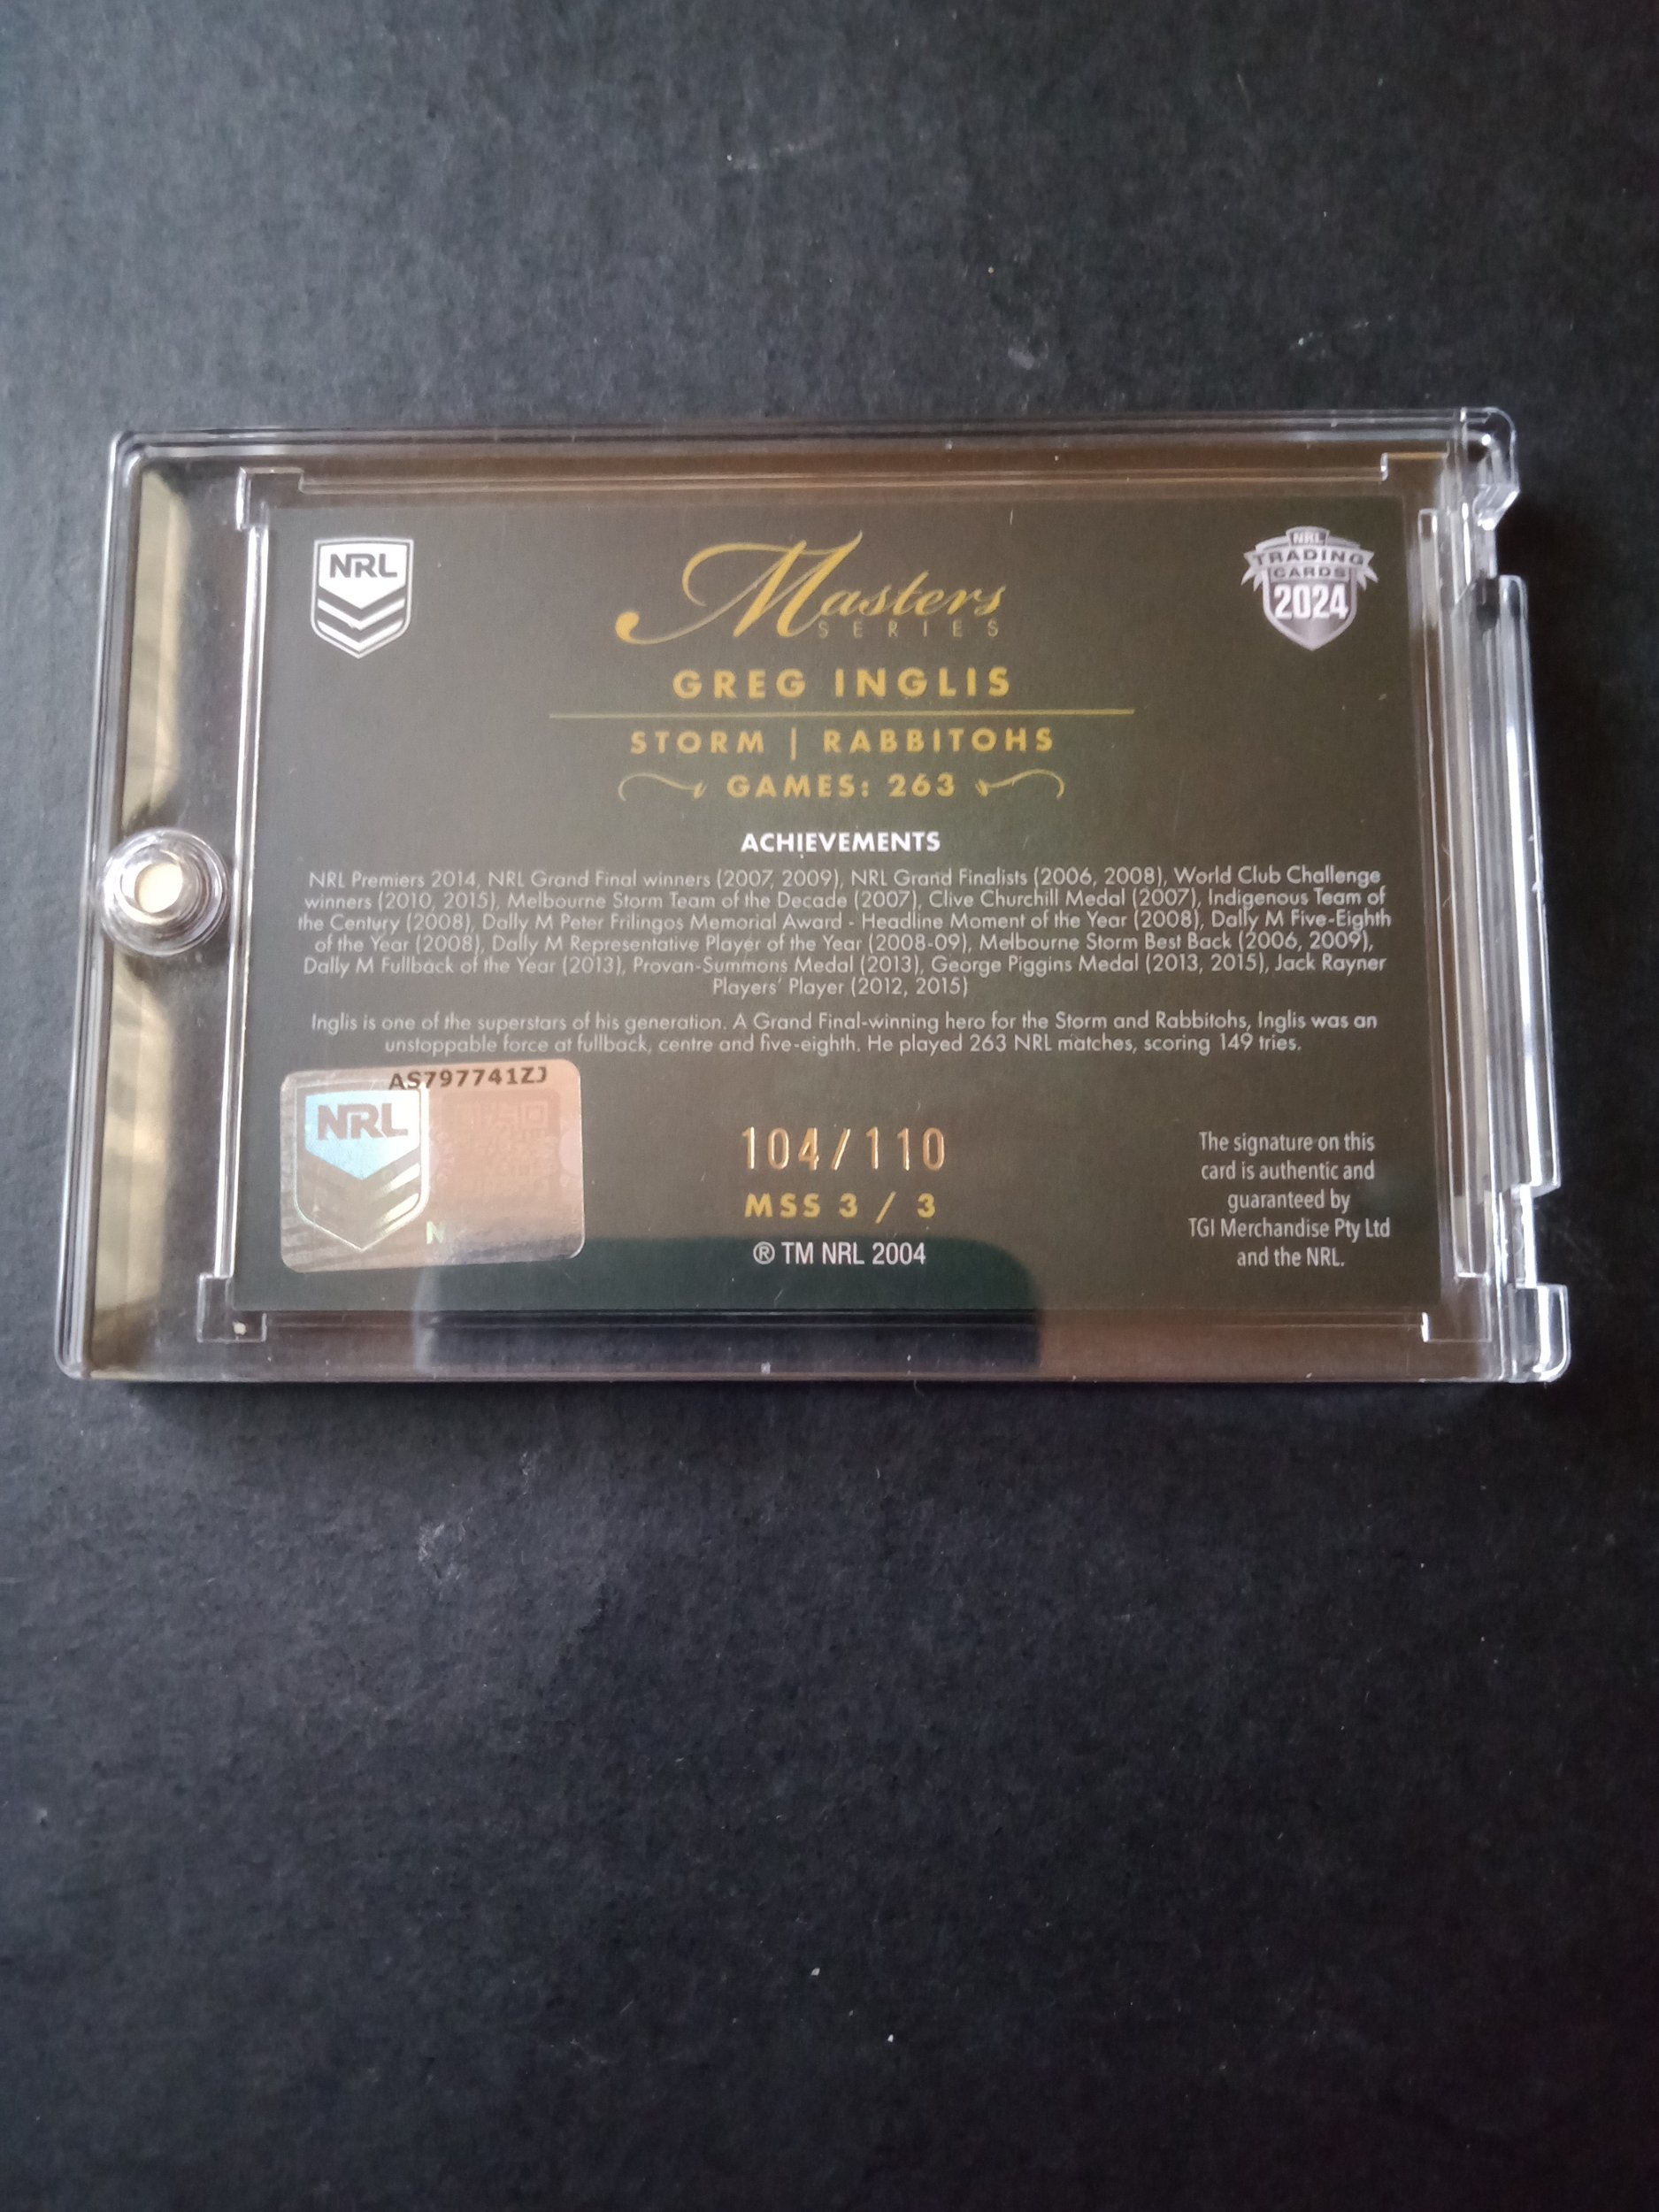 NRL
Masters
SERIES
NRL
TRADING
CARDS
2024
GREG INGLIS
STORM | RABBITOHS
GAMES: 263
ACHIEVEMENTS
NRL Premiers 2014, NRL Grand Final winners (2007, 2009), NRL Grand Finalists (2006, 2008), World Club Challenge
winners (2010, 2015), Melbourne Storm Team of the Decade (2007), Clive Churchill Medal (2007), Indigenous Team of
the Century (2008), Dally M Peter Frilingos Memorial Award - Headline Moment of the Year (2008), Dally M Five-Eighth
of the Year (2008), Dally M Representative Player of the Year (2008-09), Melbourne Storm Best Back (2006, 2009),
Dally M Fullback of the Year (2013), Provan-Summons Medal (2013), George Piggins Medal (2013, 2015), Jack Rayner
Players' Player (2012, 2015)
Inglis is one of the superstars of his generation. A Grand Final-winning hero for the Storm and Rabbitohs, Inglis was an
unstoppable force at fullback, centre and five-eighth. He played 263 NRL matches, scoring 149 tries.
AS797741ZJ
NRL
104/110
MSS 3 / 3
® TM NRL 2004
The signature on this
card is authentic and
guaranteed by
TGI Merchandise Pty Ltd
and the NRL.